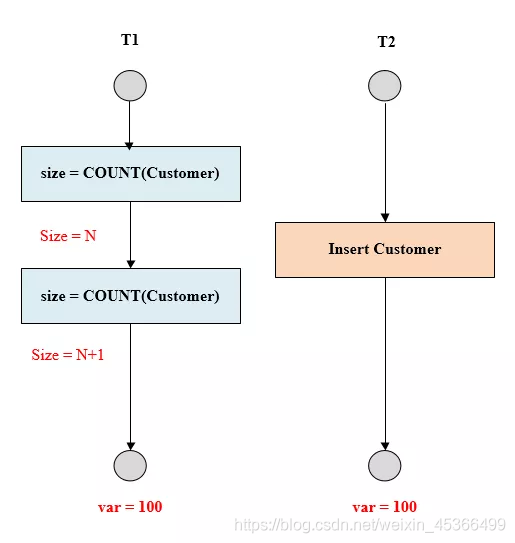 T1
T2
size = COUNT(Customer)
Size = N
Insert Customer
size = COUNT(Customer)
Size = N+1
var = 100
var = 100
https://blog.csdn.net/weixin_45366499